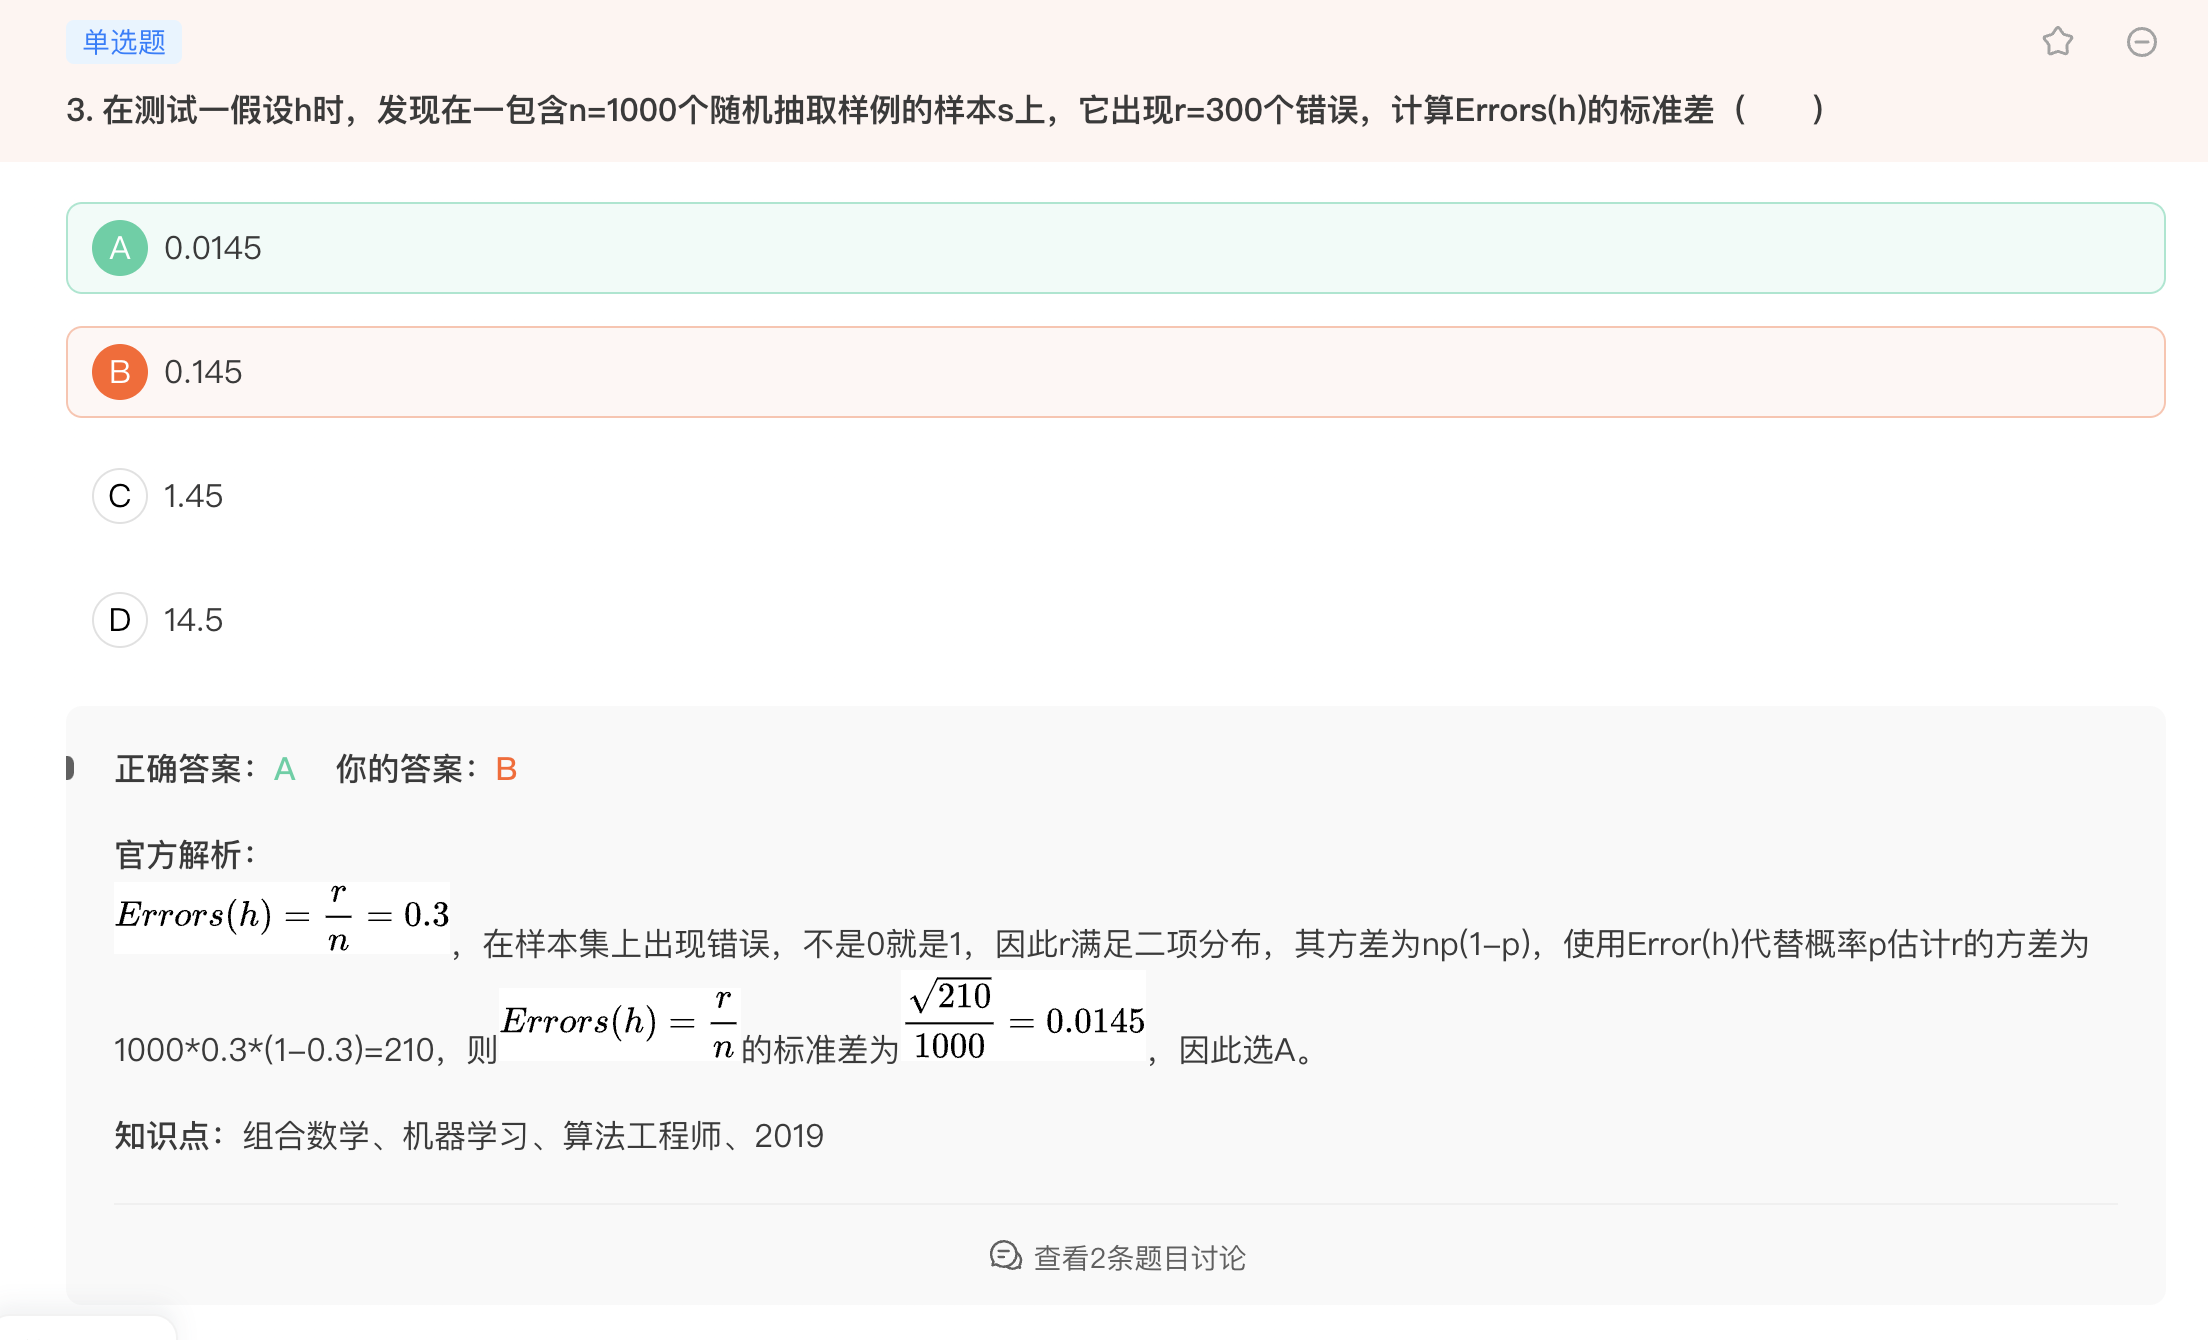 单选题
3. 在测试一假设h时，发现在一包含n=1000个随机抽取样例的样本s上，它出现r=300个错误，计算Errors(h)的标准差（　　）
A 0.0145
B 0.145
C 1.45
D 14.5
正确答案：A 你的答案：B
官方解析：
Errors(h) = r/n = 0.3，在样本集上出现错误，不是0就是1，因此r满足二项分布，其方差为np(1–p)，使用Error(h)代替概率p估计r的方差为
1000*0.3*(1–0.3)=210，则Errors(h) = r/n的标准差为√210/1000 = 0.0145，因此选A。
知识点：组合数学、机器学习、算法工程师、2019
查看2条题目讨论